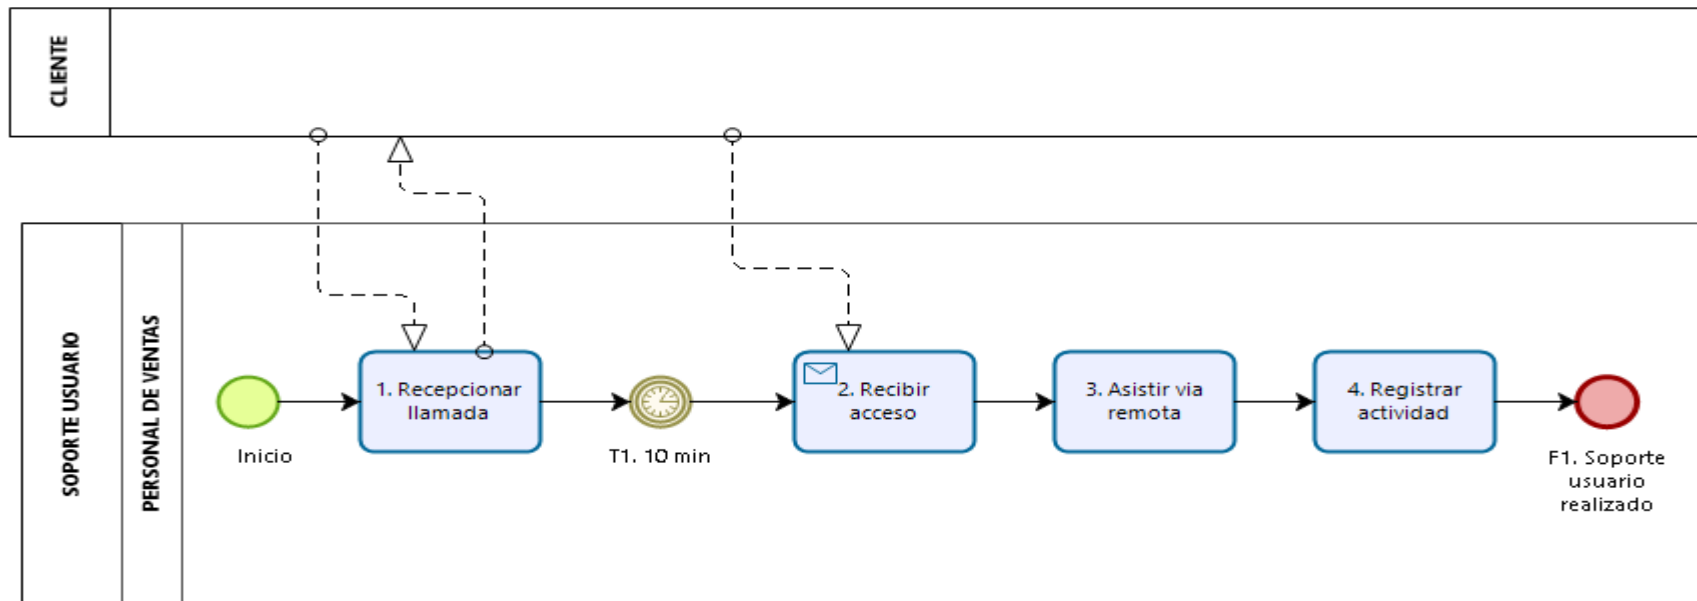 CLIENTE
SOPORTE USUARIO
PERSONAL DE VENTAS
Inicio
1. Recepcionar
llamada
T1. 10 min
2. Recibir
acceso
3. Asistir via
remota
4. Registrar
actividad
F1. Soporte
usuario
realizado